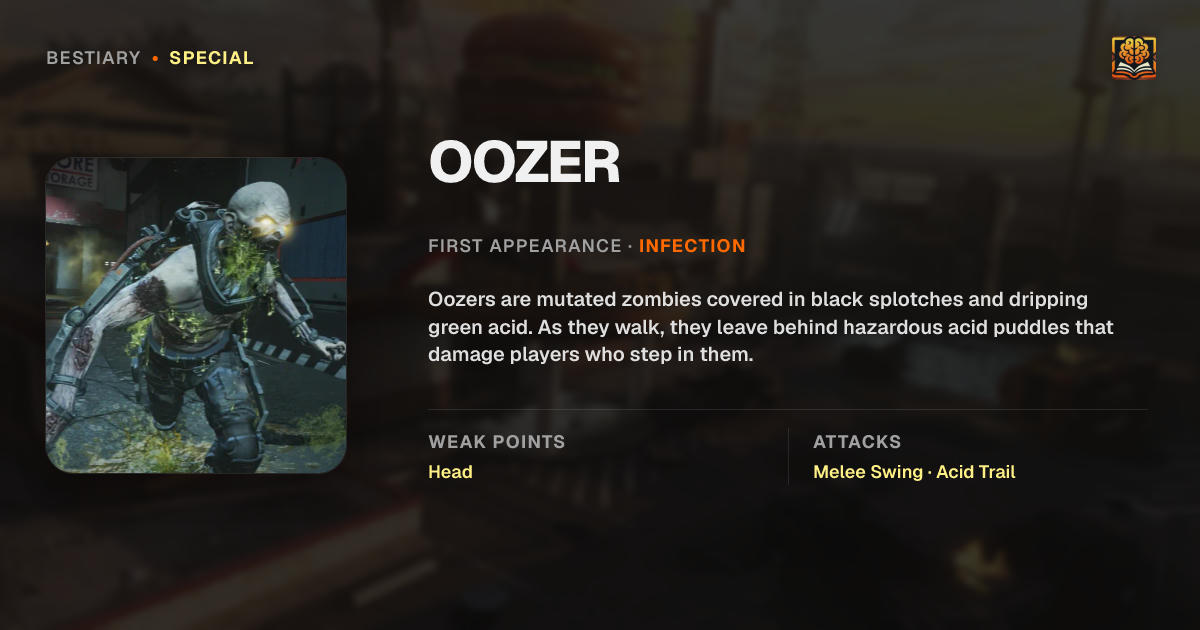 BESTIARY • SPECIAL
ORE
ORAGE
OOZER
FIRST APPEARANCE · INFECTION
Oozers are mutated zombies covered in black splotches and dripping
green acid. As they walk, they leave behind hazardous acid puddles that
damage players who step in them.
WEAK POINTS
Head
ATTACKS
Melee Swing · Acid Trail